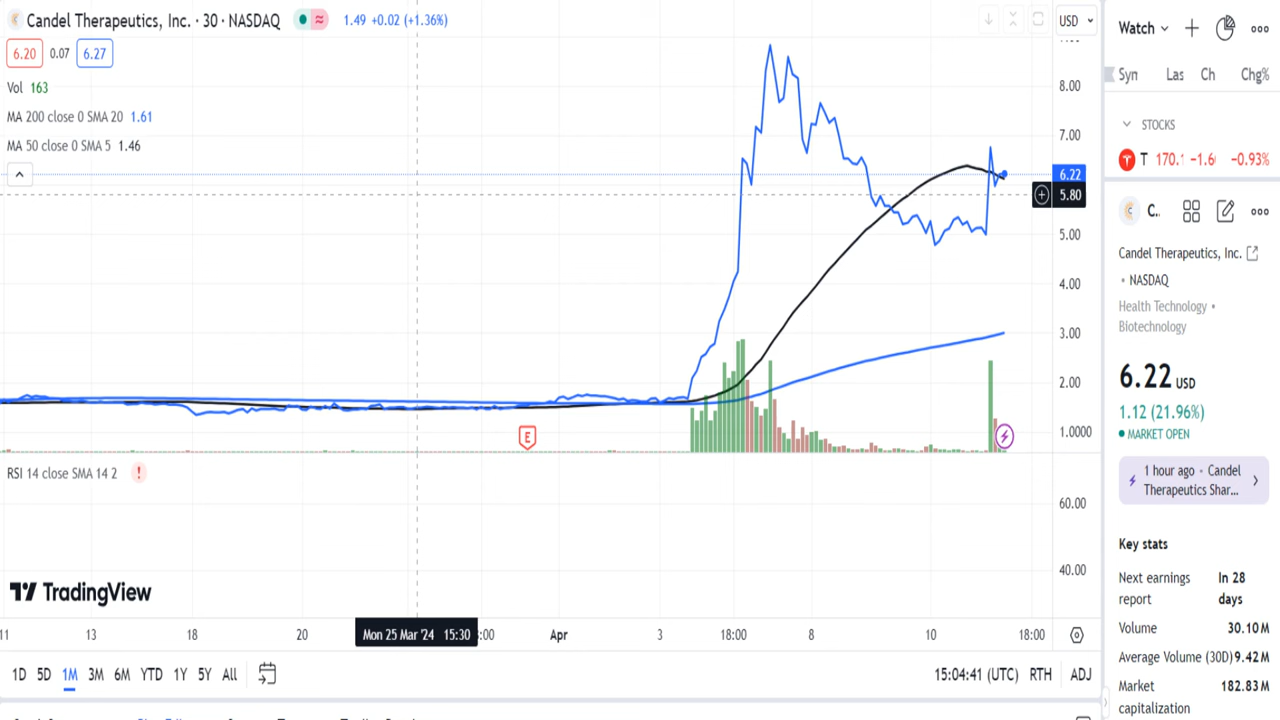 Candel Therapeutics, Inc. · 30 · NASDAQ
1.49 +0.02 (+1.36%)
6.20 0.07 6.27
Vol 163
MA 200 close 0 SMA 20 1.61
MA 50 close 0 SMA 5 1.46
USD
8.00
7.00
6.22
5.80
5.00
4.00
3.00
2.00
1.0000
E
RSI 14 close SMA 14 2 !
60.00
40.00
TradingView
11 13 18 20 Mon 25 Mar '24 15:30 :00 Apr 3 18:00 8 10 18:00
1D 5D 1M 3M 6M YTD 1Y 5Y All
15:04:41 (UTC) RTH ADJ
Watch
Syn Las Ch Chg%
STOCKS
T 170.1 −1.6 −0.93%
C..
Candel Therapeutics, Inc.
• NASDAQ
Health Technology •
Biotechnology
6.22 USD
1.12 (21.96%)
MARKET OPEN
1 hour ago • Candel
Therapeutics Shar...
Key stats
Next earnings report In 28 days
Volume 30.10M
Average Volume (30D) 9.42M
Market capitalization 182.83M